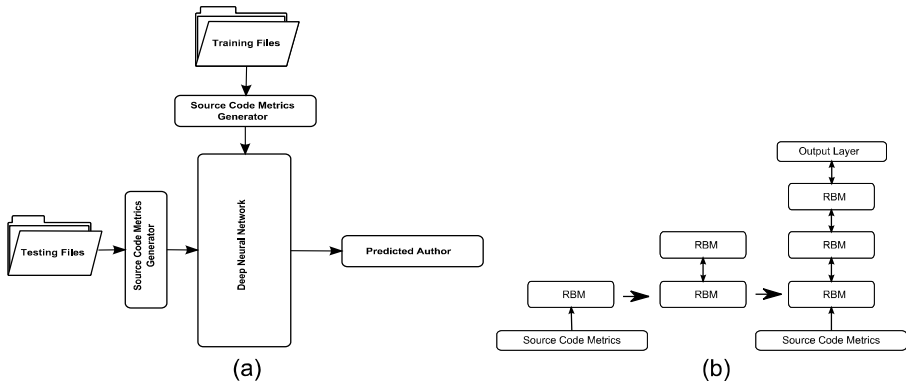 Training Files
Source Code Metrics
Generator
Testing Files
Source Code Metrics
Generator
Deep Neural Network
Predicted Author
(a)
Output Layer
RBM
RBM
RBM
RBM
RBM
RBM
Source Code Metrics
Source Code Metrics
(b)